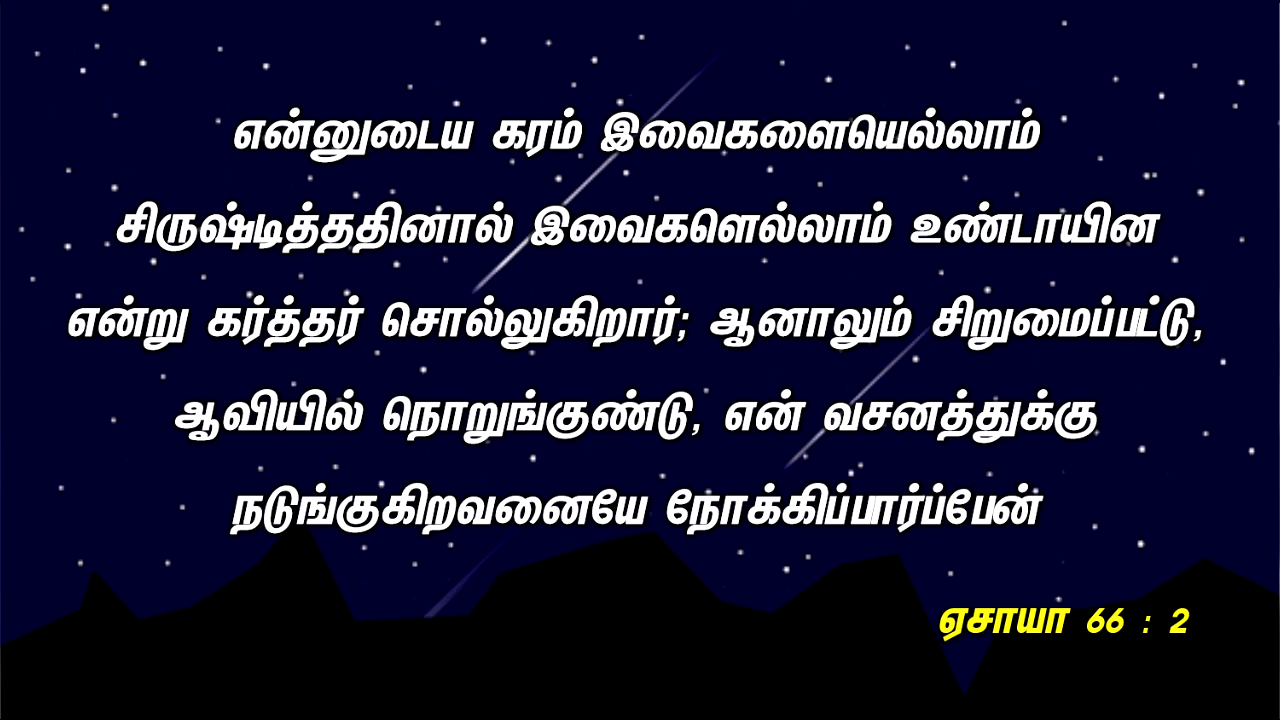 என்னுடைய கரம் இவைகளையெல்லாம்
சிருஷ்டித்ததினால் இவைகளெல்லாம் உண்டாயின
என்று கர்த்தர் சொல்லுகிறார்; ஆனாலும் சிறுமைப்பட்டு,
ஆவியில் நொறுங்குண்டு, என் வசனத்துக்கு
நடுங்குகிறவனையே நோக்கிப்பார்ப்பேன்
ஏசாயா 66 : 2